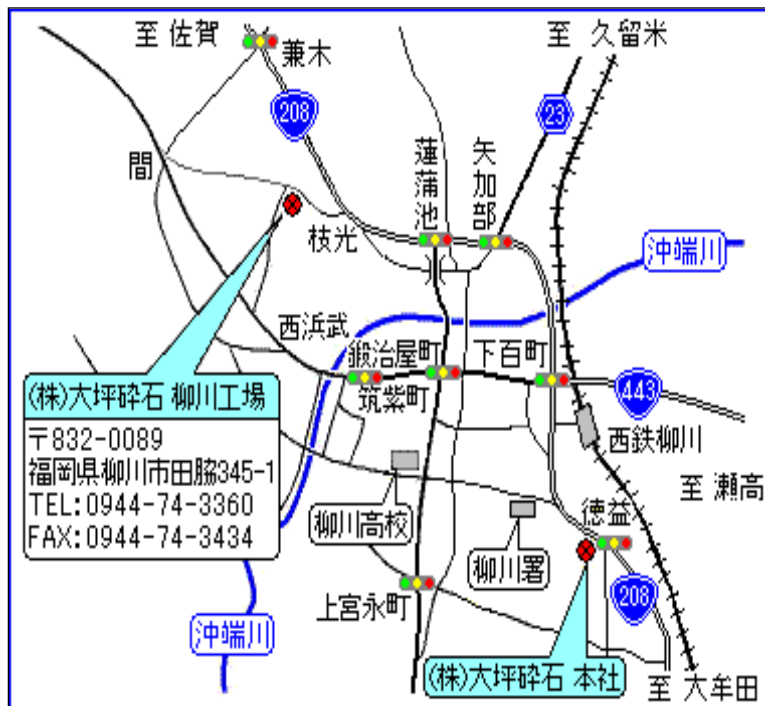 至 佐賀
兼木
至 久留米
208
23
間
蓮蒲池
矢加部
枝光
沖端川
西浜武
鍛治屋町
下百町
(株)大坪砕石 柳川工場
筑紫町
443
〒832-0089
福岡県柳川市田脇345-1
TEL:0944-74-3360
FAX:0944-74-3434
西鉄柳川
至 瀬高
柳川高校
柳川署
徳益
上宮永町
208
沖端川
(株)大坪砕石 本社
至 大牟田